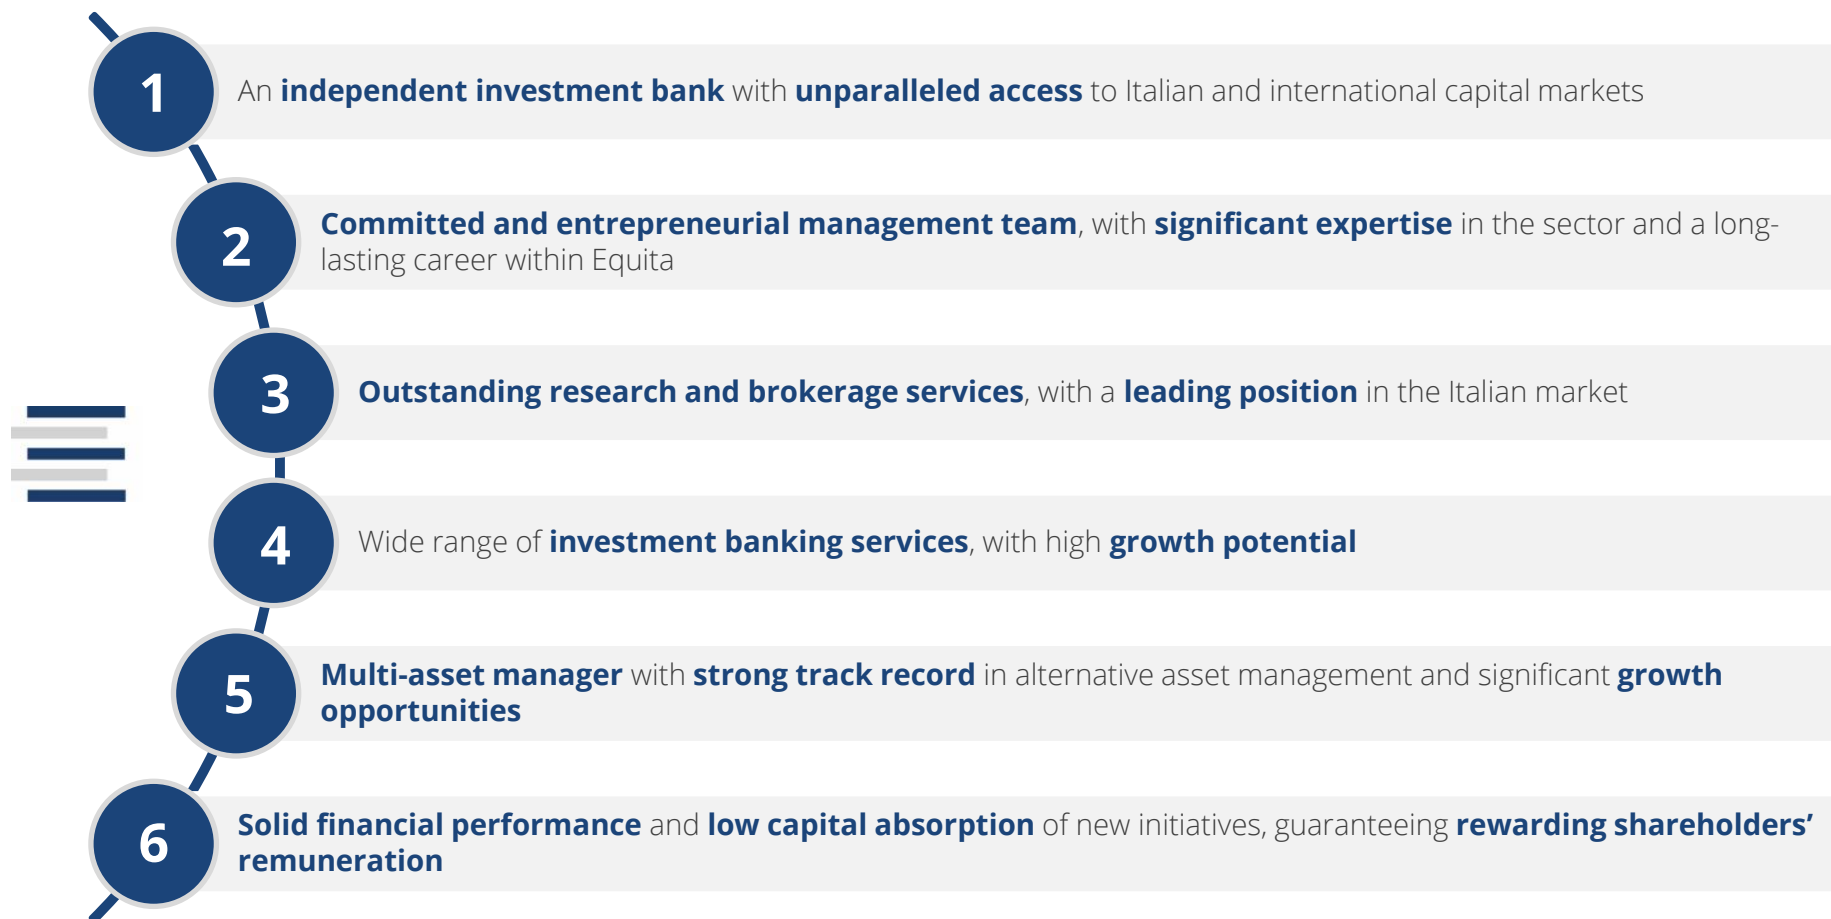 1
An independent investment bank with unparalleled access to Italian and international capital markets
2
Committed and entrepreneurial management team, with significant expertise in the sector and a long-
lasting career within Equita
3
Outstanding research and brokerage services, with a leading position in the Italian market
4
Wide range of investment banking services, with high growth potential
5
Multi-asset manager with strong track record in alternative asset management and significant growth
opportunities
6
Solid financial performance and low capital absorption of new initiatives, guaranteeing rewarding shareholders’
remuneration